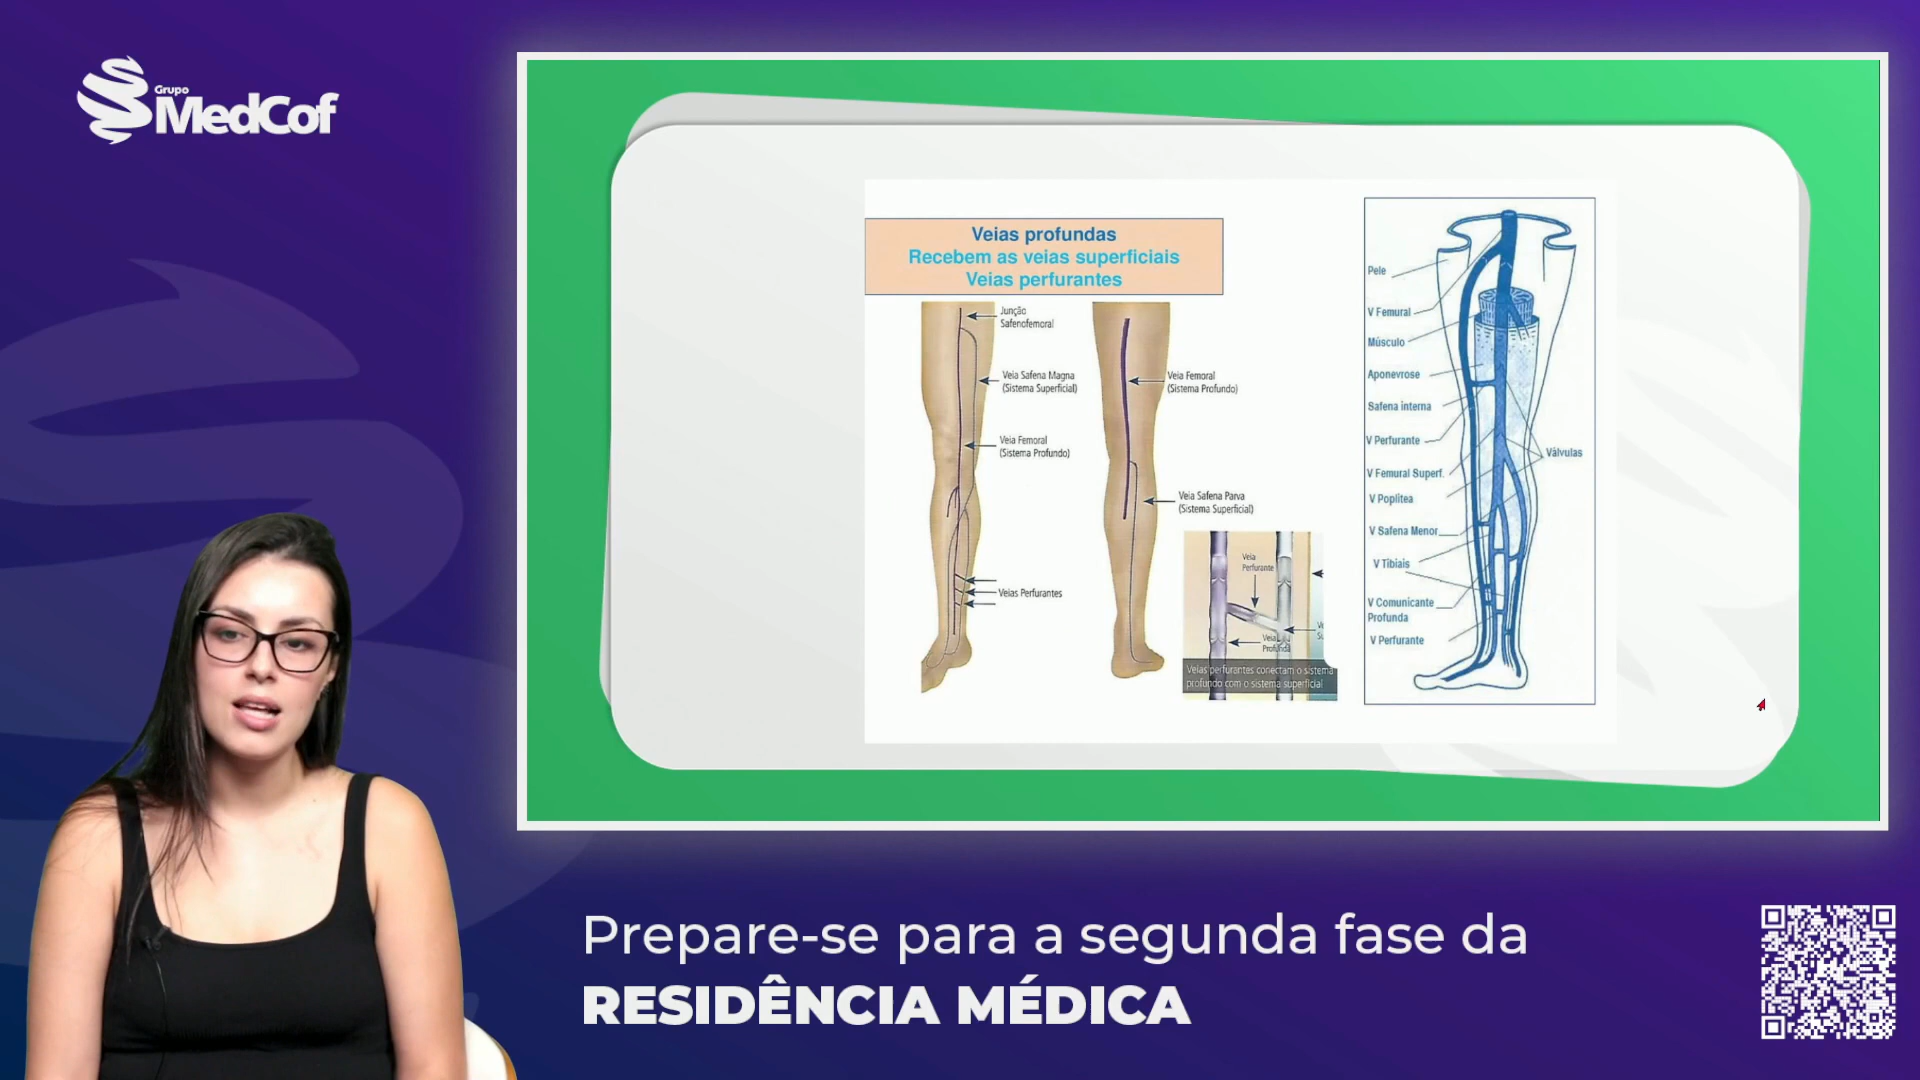 Grupo
MedCof
Veias profundas
Recebem as veias superficiais
Veias perfurantes
Junção
Safenofemoral
Veia Safena Magna
(Sistema Superficial)
Veia Femoral
(Sistema Profundo)
Veias Perfurantes
Veia Femoral
(Sistema Profundo)
Veia Safena Parva
(Sistema Superficial)
Veia
Perfurante
Veia
Profunda
Veias perfurantes conectam o sistema
profundo com o sistema superficial
Pele
V Femural
Músculo
Aponevrose
Safena interna
V Perfurante
V Femural Superf.
V Poplitea
V Safena Menor
V Tibiais
V Comunicante
Profunda
V Perfurante
Válvulas
Prepare-se para a segunda fase da
RESIDÊNCIA MÉDICA